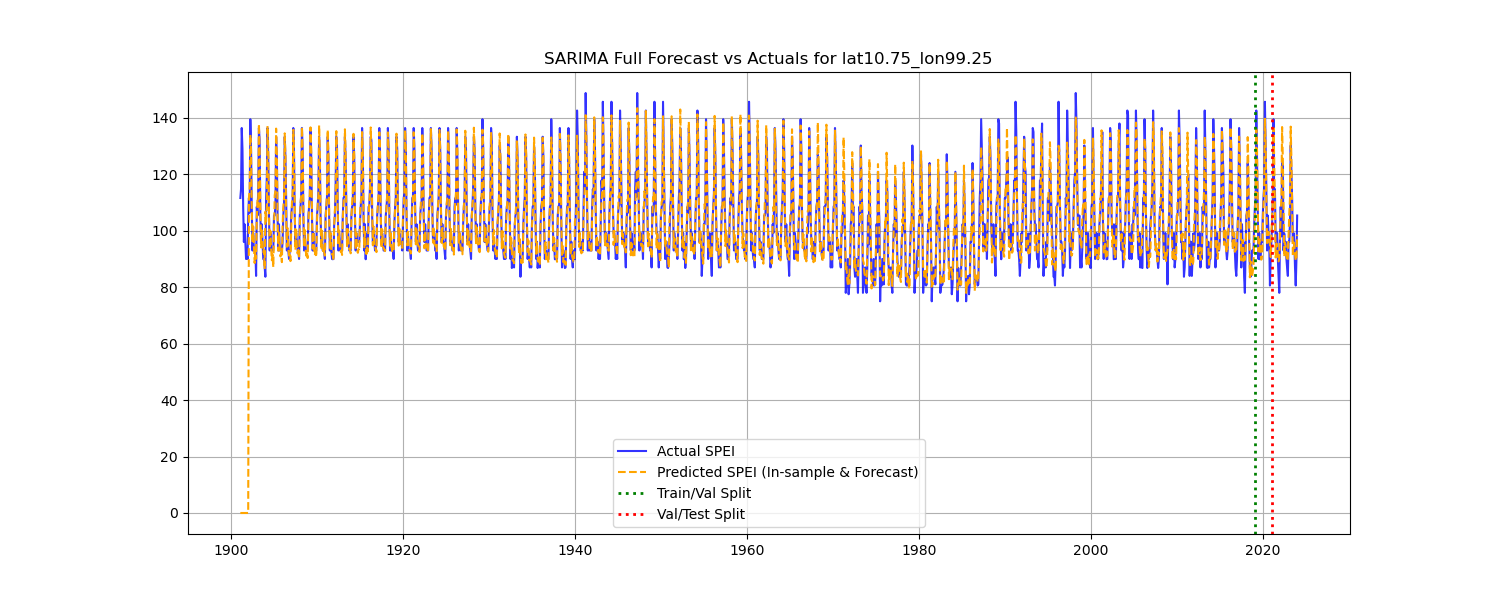 SARIMA Full Forecast vs Actuals for lat10.75_lon99.25
140
120
100
80
60
40
20
0
Actual SPEI
Predicted SPEI (In-sample & Forecast)
Train/Val Split
Val/Test Split
1900 1920 1940 1960 1980 2000 2020